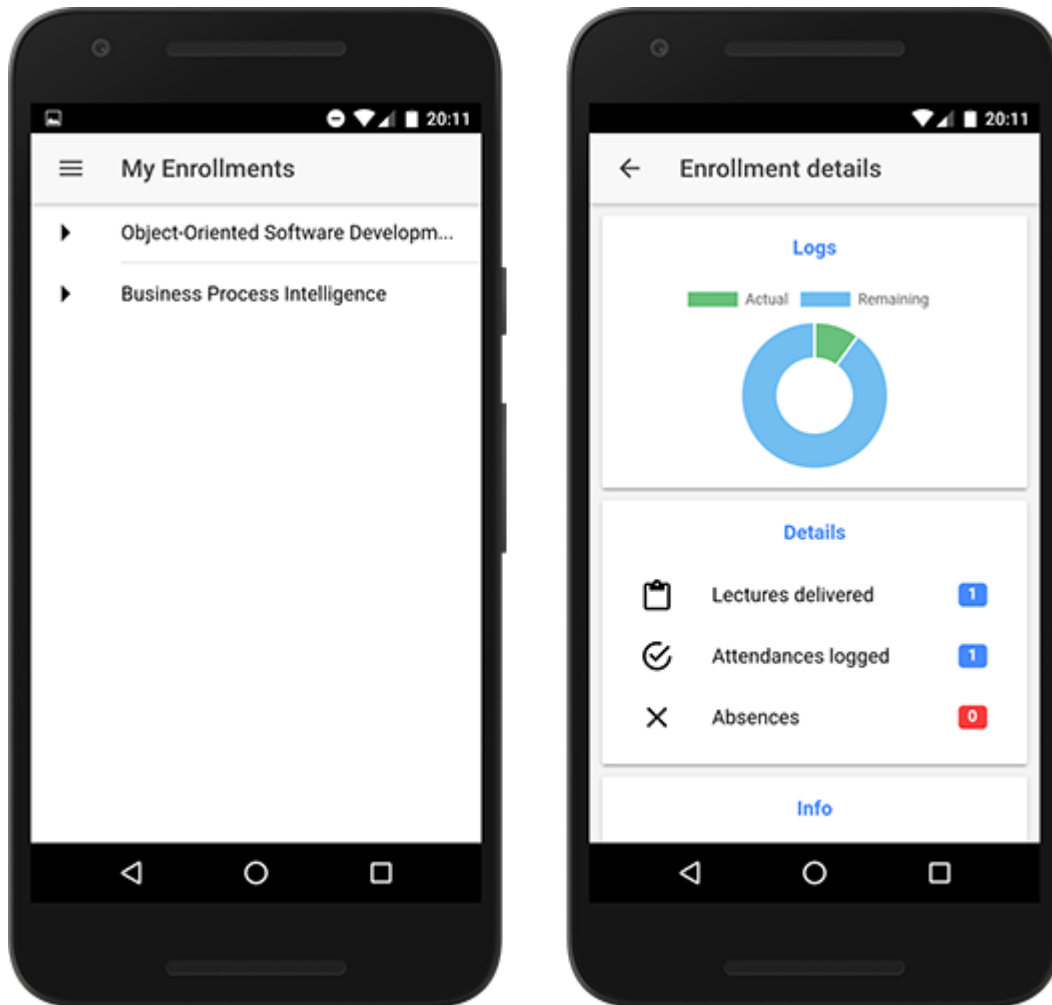 20:11
My Enrollments
Object-Oriented Software Developm...
Business Process Intelligence
20:11
Enrollment details
Logs
Actual Remaining
Details
Lectures delivered 1
Attendances logged 1
Absences 0
Info